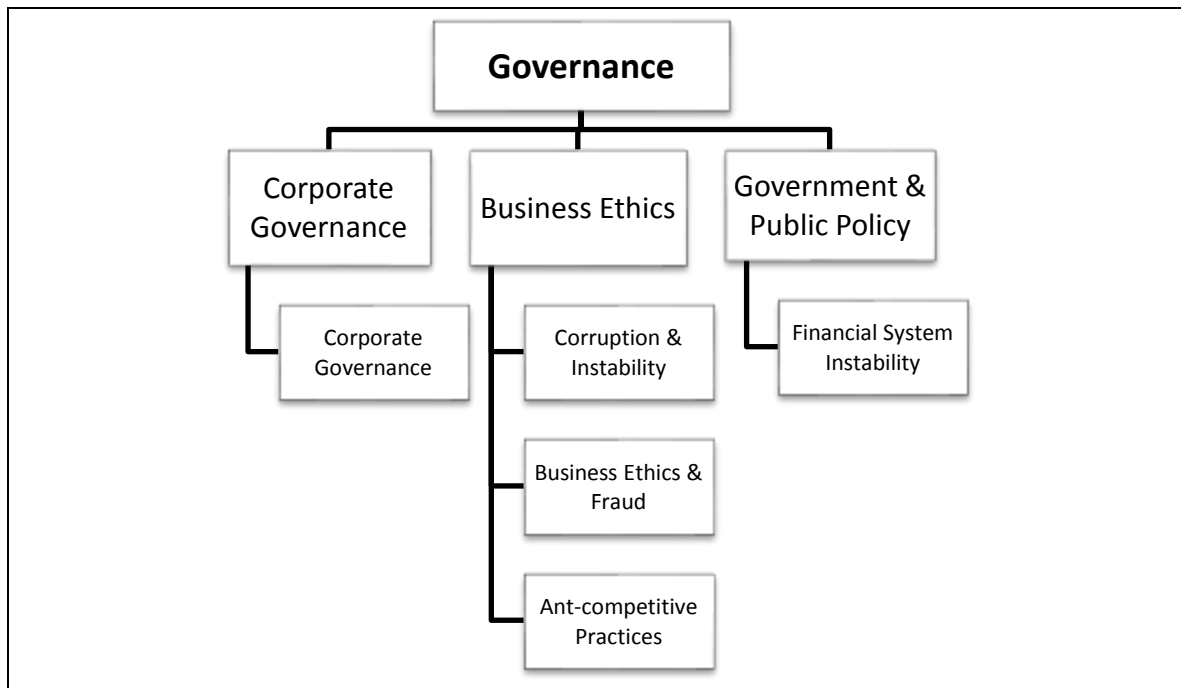 Governance
Corporate
Governance
Business Ethics
Government &
Public Policy
Corporate
Governance
Corruption &
Instability
Financial System
Instability
Business Ethics &
Fraud
Ant-competitive
Practices